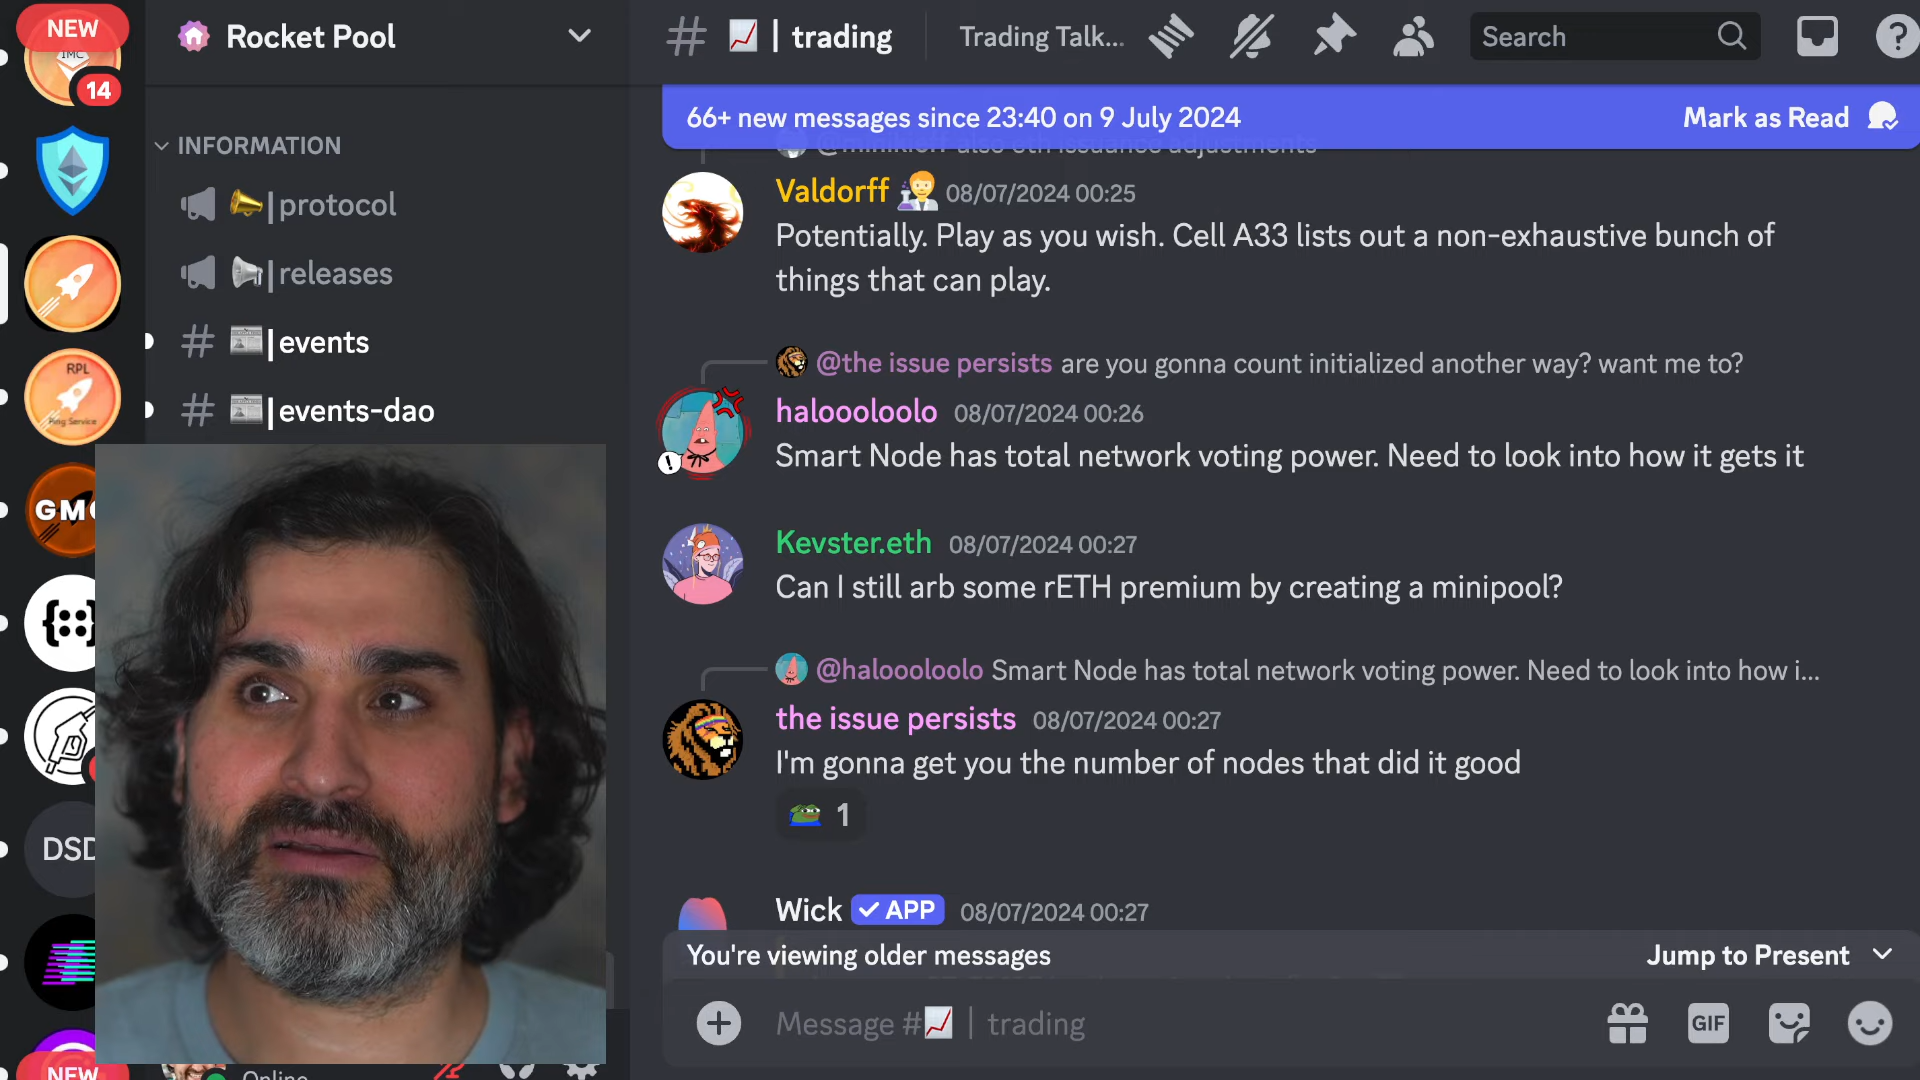 NEW
IMC
14
Rocket Pool
# | trading
Trading Talk...
Search
66+ new messages since 23:40 on 9 July 2024
Mark as Read
INFORMATION
|protocol
|releases
# |events
# |events-dao
RPL
Ping Service
GM
{::}
DSD
NEW
Online
Valdorff 08/07/2024 00:25
Potentially. Play as you wish. Cell A33 lists out a non-exhaustive bunch of
things that can play.
@the issue persists are you gonna count initialized another way? want me to?
haloooloolo 08/07/2024 00:26
Smart Node has total network voting power. Need to look into how it gets it
Kevster.eth 08/07/2024 00:27
Can I still arb some rETH premium by creating a minipool?
@haloooloolo Smart Node has total network voting power. Need to look into how i...
the issue persists 08/07/2024 00:27
I'm gonna get you the number of nodes that did it good
1
Wick APP 08/07/2024 00:27
You're viewing older messages
Jump to Present
Message # | trading
GIF